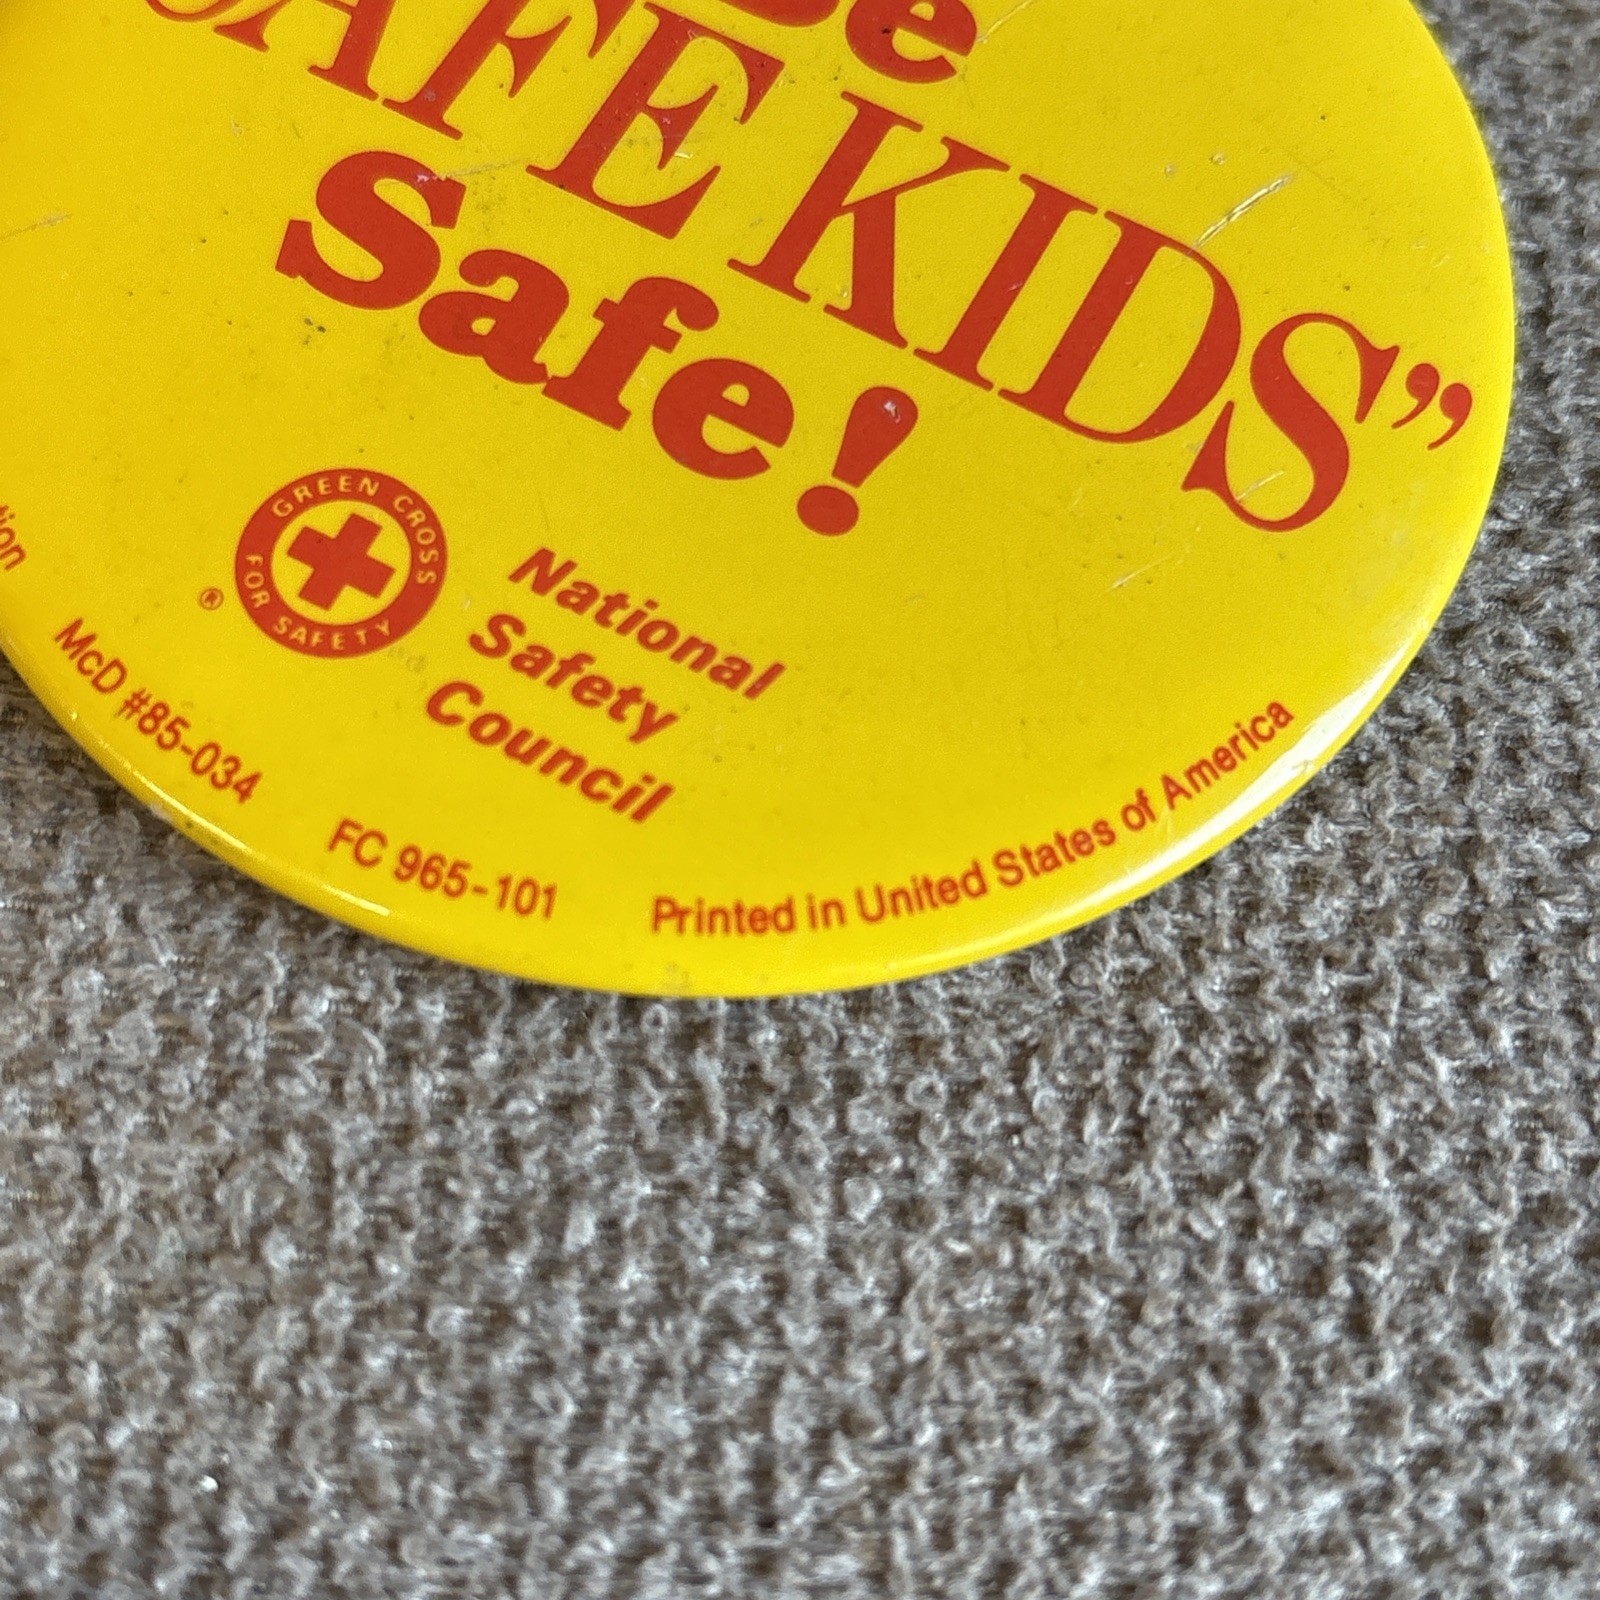 Be
SAFE KIDS”
Safe!
GREEN CROSS
FOR SAFETY
®
National
Safety
Council
McD #85-034
FC 965-101
Printed in United States of America